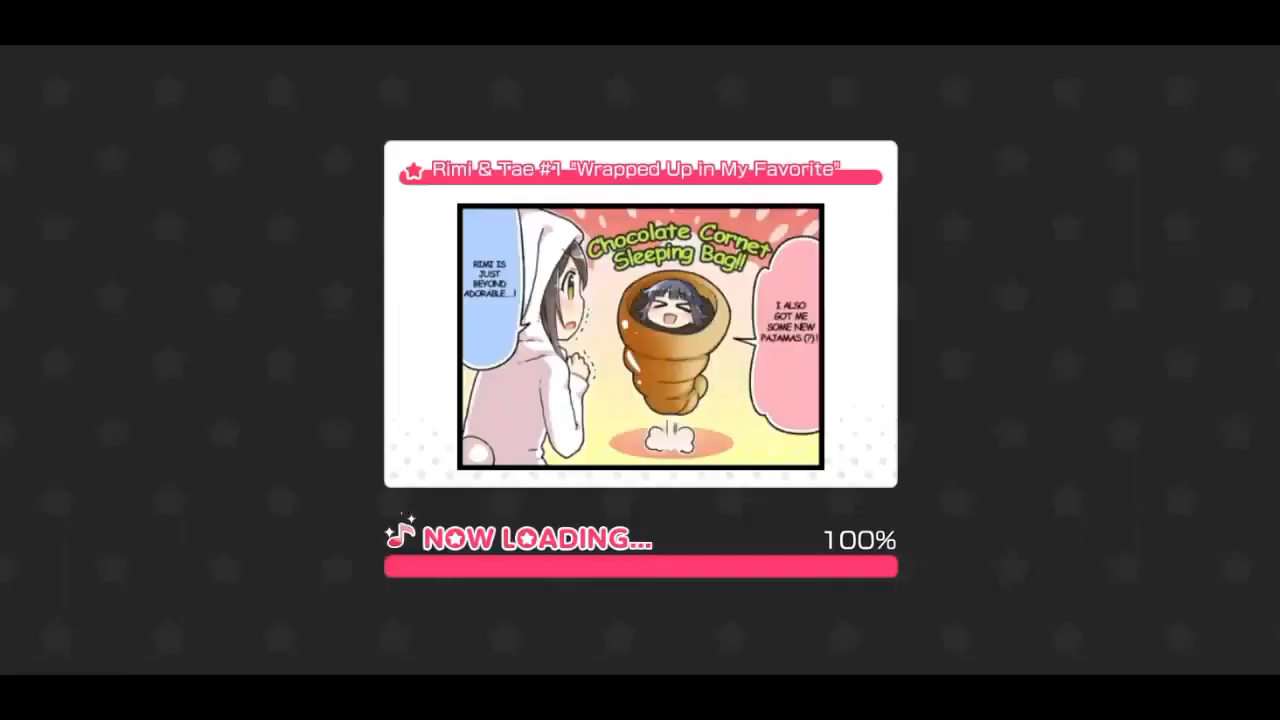 Rimi & Tae #1 "Wrapped Up in My Favorite"
RIMI IS
JUST
BEYOND
ADORABLE...!
Chocolate Cornet
Sleeping Bag!!
I ALSO
GOT ME
SOME NEW
PAJAMAS (?)!
NOW LOADING...
100%